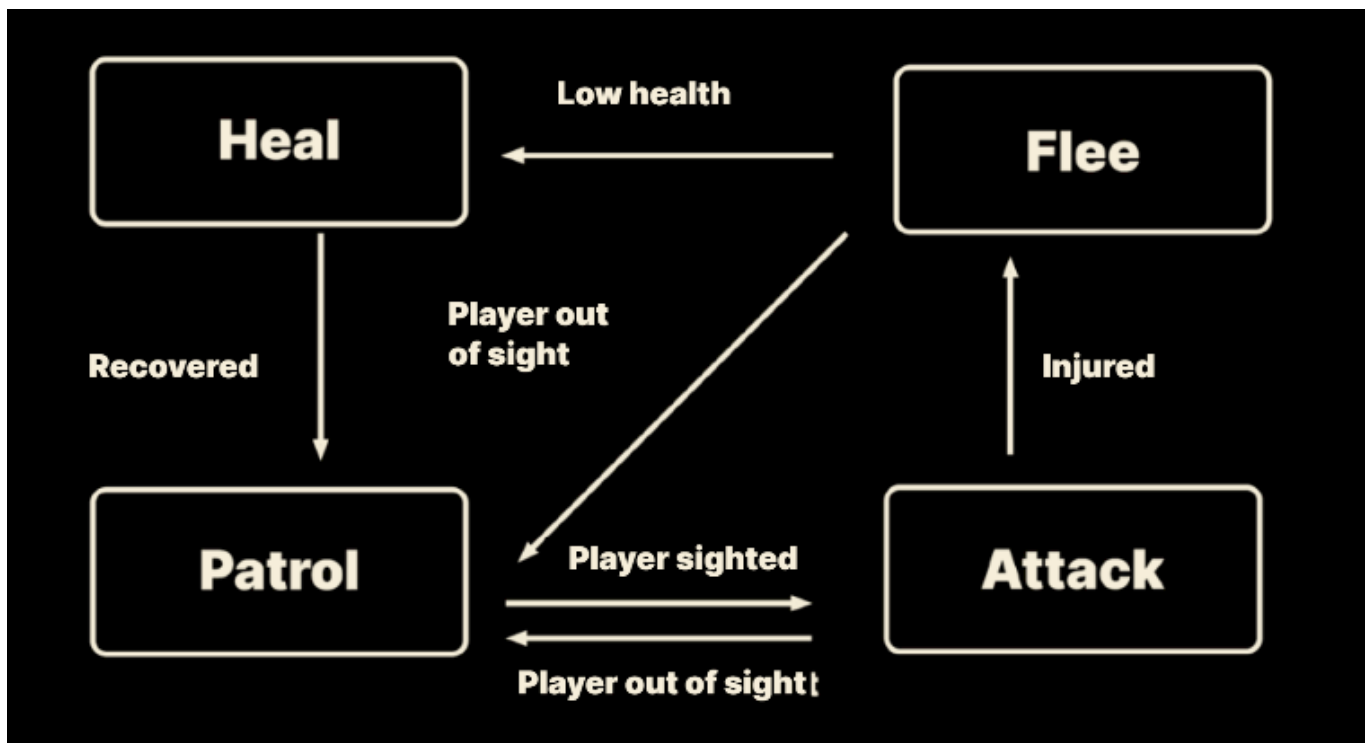 Low health
Heal
Flee
Player out
of sight
Recovered
Injured
Player sighted
Patrol
Attack
Player out of sight